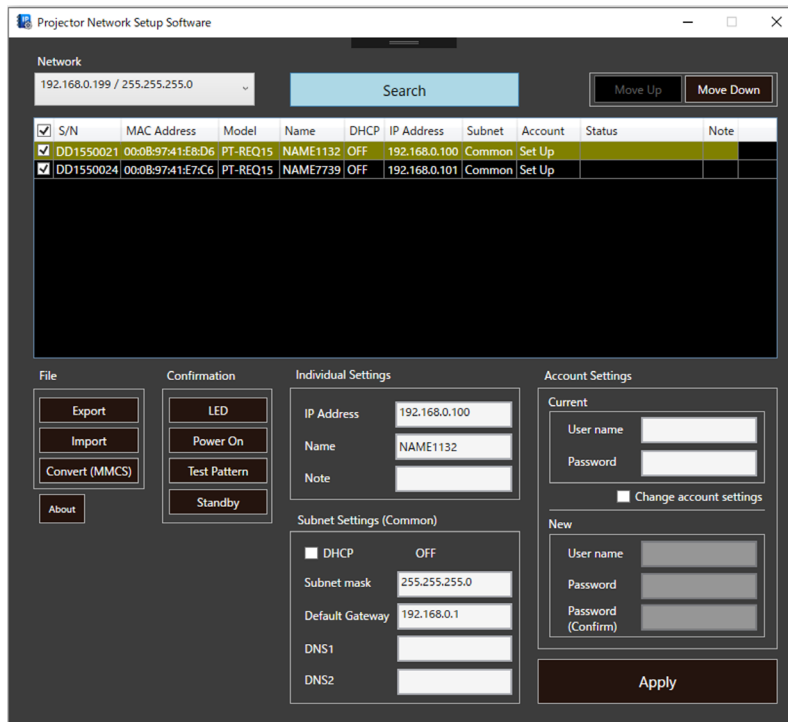 Projector Network Setup Software
Network
192.168.0.199 / 255.255.255.0
Search
Move Up
Move Down
S/N MAC Address Model Name DHCP IP Address Subnet Account Status Note
DD1550021 00:0B:97:41:E8:D6 PT-REQ15 NAME1132 OFF 192.168.0.100 Common Set Up
DD1550024 00:0B:97:41:E7:C6 PT-REQ15 NAME7739 OFF 192.168.0.101 Common Set Up
File
Export
Import
Convert (MMCS)
About
Confirmation
LED
Power On
Test Pattern
Standby
Individual Settings
IP Address 192.168.0.100
Name NAME1132
Note
Subnet Settings (Common)
DHCP OFF
Subnet mask 255.255.255.0
Default Gateway 192.168.0.1
DNS1
DNS2
Account Settings
Current
User name
Password
Change account settings
New
User name
Password
Password
(Confirm)
Apply